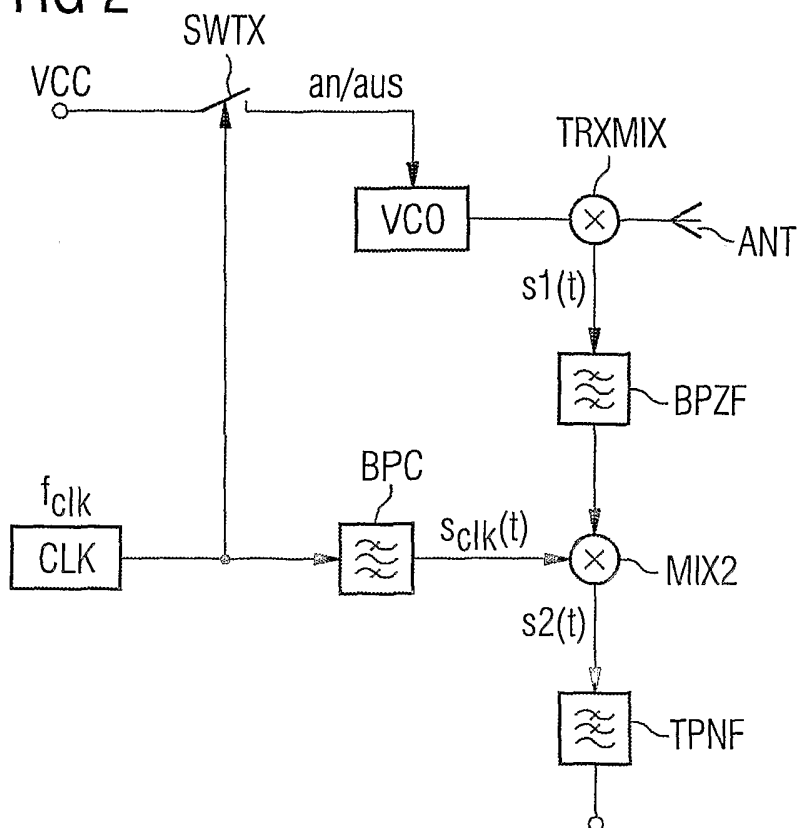 FIG 2
SWTX
VCC
an/aus
TRXMIX
VCO
ANT
s1(t)
BPZF
BPC
fclk
sclk(t)
CLK
MIX2
s2(t)
TPNF